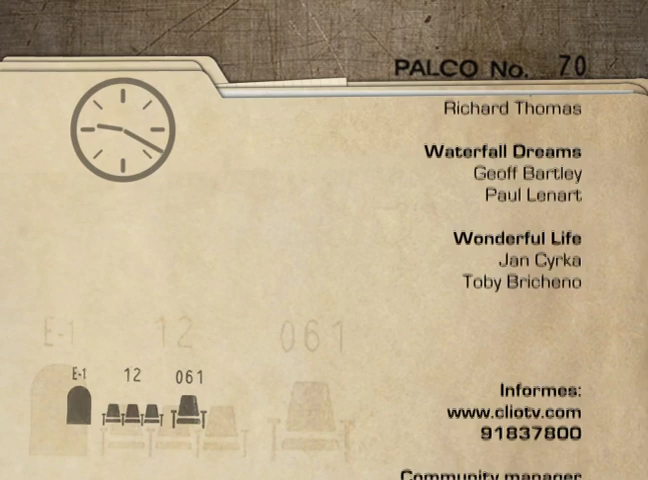 PALCO No. 70
Richard Thomas
Waterfall Dreams
Geoff Bartley
Paul Lenart
Wonderful Life
Jan Cyrka
Toby Bricheno
E-1 12 061
E-1 12 061
Informes:
www.cliotv.com
91837800
Community manager